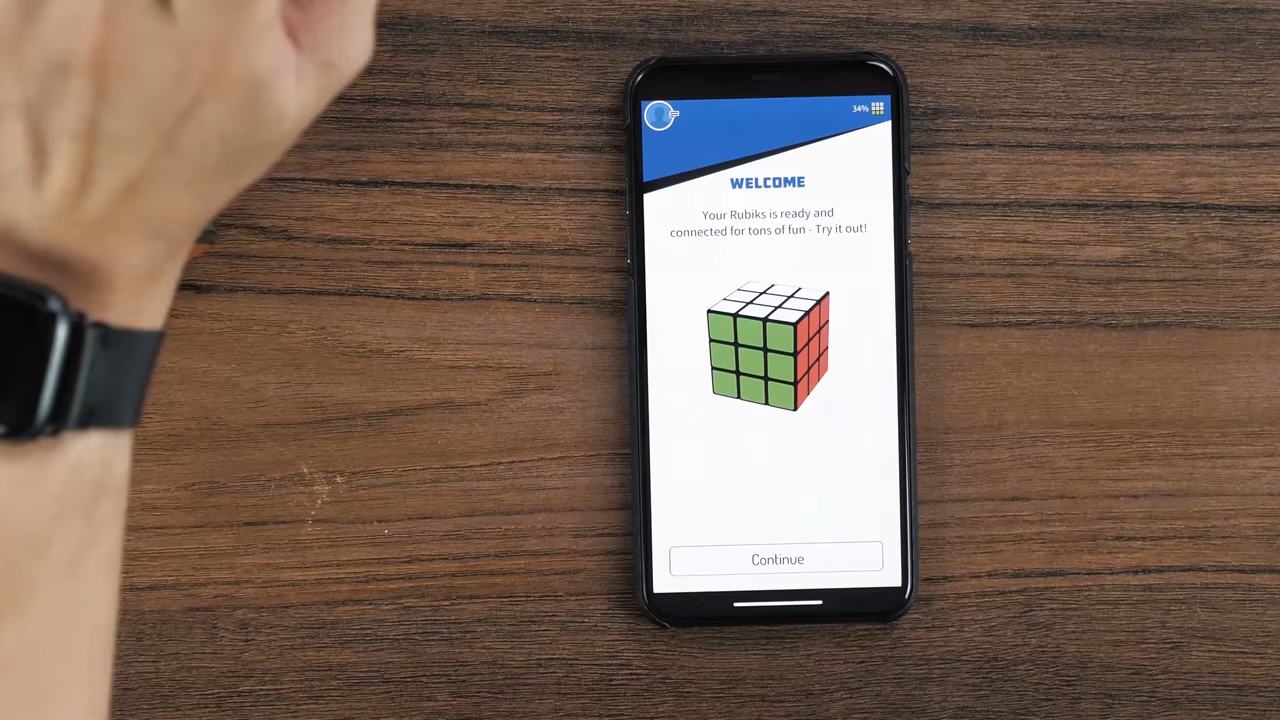 34%
WELCOME
Your Rubiks is ready and
connected for tons of fun - Try it out!
Continue